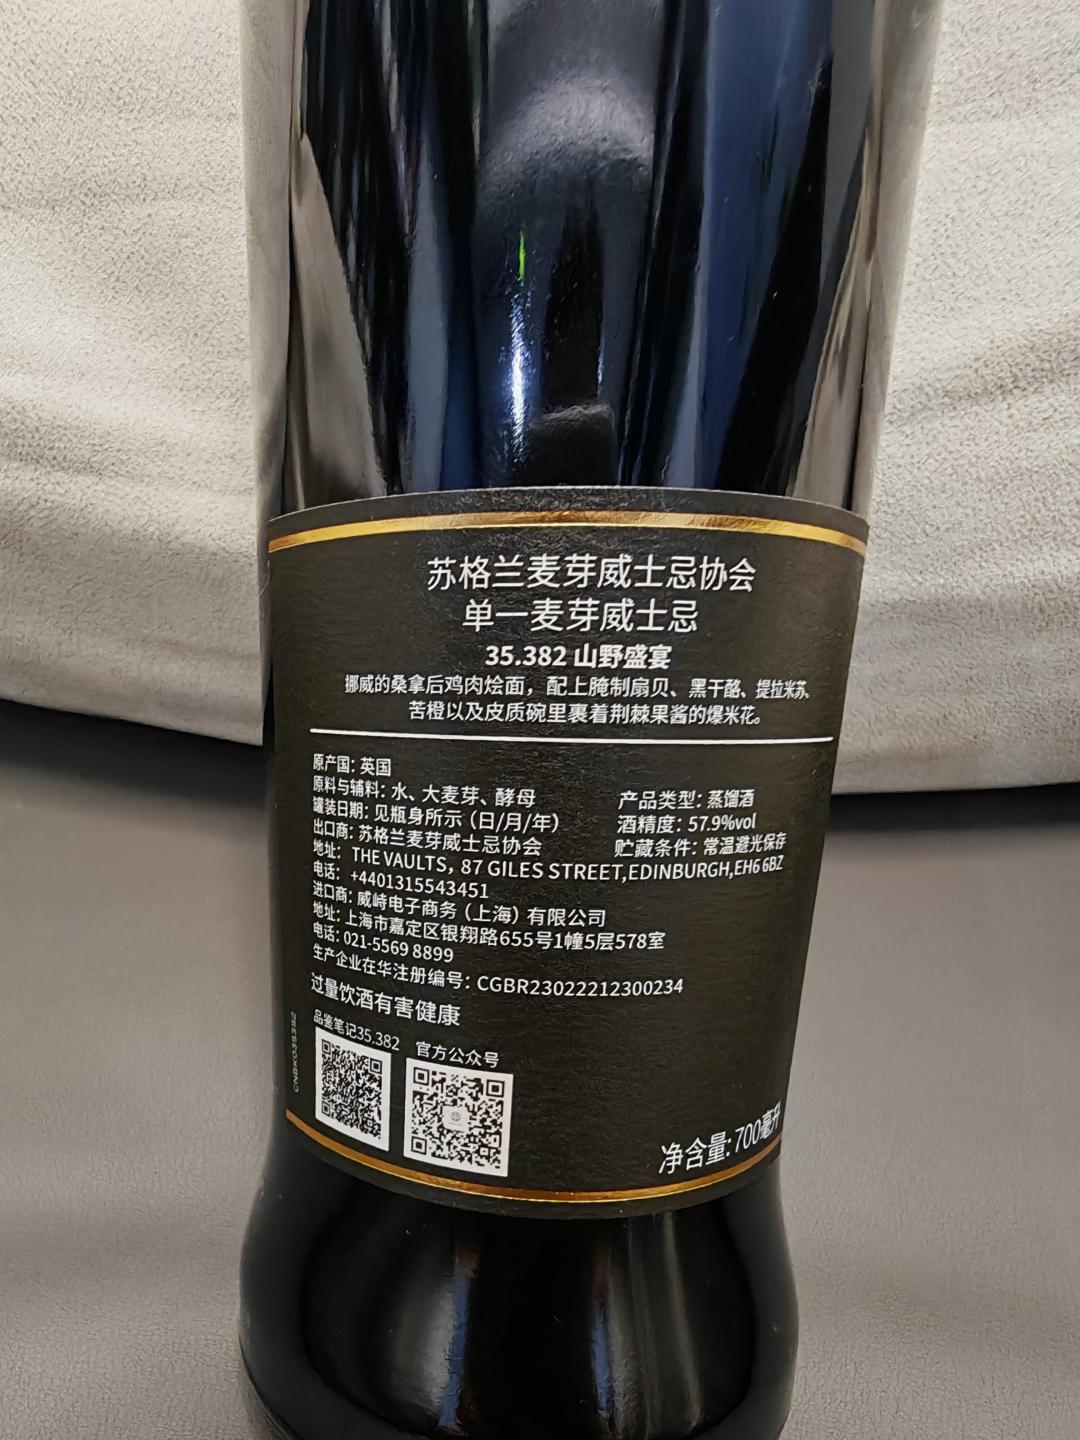 苏格兰麦芽威士忌协会
单一麦芽威士忌
35.382 山野盛宴
挪威的桑拿后鸡肉烩面，配上腌制扇贝、黑干酪、提拉米苏、
苦橙以及皮质碗里裹着荆棘果酱的爆米花。
原产国: 英国
原料与辅料: 水、大麦芽、酵母
产品类型: 蒸馏酒
罐装日期: 见瓶身所示 (日/月/年)
酒精度: 57.9%vol
出口商: 苏格兰麦芽威士忌协会
贮藏条件: 常温避光保存
地址: THE VAULTS, 87 GILES STREET,EDINBURGH,EH6 6BZ
电话: +4401315543451
进口商: 威峙电子商务 (上海) 有限公司
地址: 上海市嘉定区银翔路655号1幢5层578室
电话: 021-5569 8899
生产企业在华注册编号: CGBR23022212300234
过量饮酒有害健康
品鉴笔记35.382
官方公众号
净含量: 700毫升